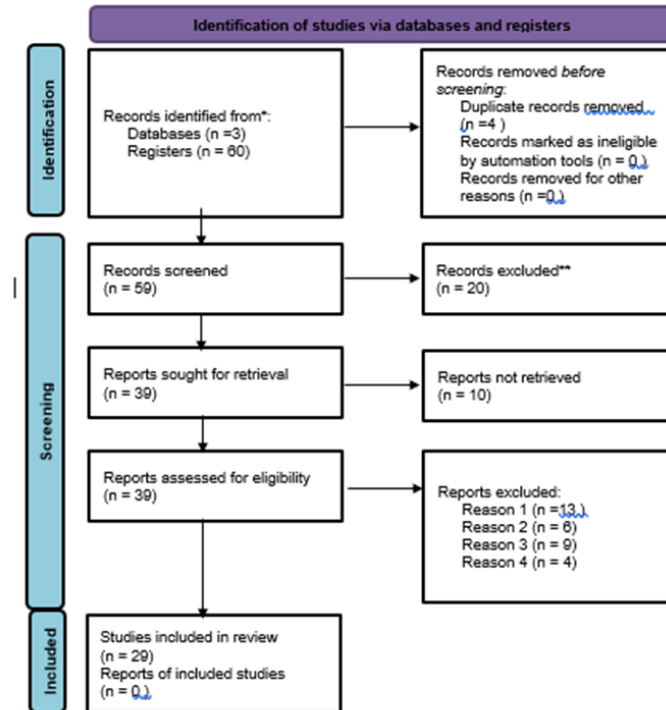 Identification of studies via databases and registers
Identification
Records identified from*:
Databases (n =3)
Registers (n = 60)
Records removed before
screening:
Duplicate records removed
(n =4 )
Records marked as ineligible
by automation tools (n = 0 )
Records removed for other
reasons (n =0 )
Screening
Records screened
(n = 59)
Records excluded**
(n = 20)
Reports sought for retrieval
(n = 39)
Reports not retrieved
(n = 10)
Reports assessed for eligibility
(n = 39)
Reports excluded:
Reason 1 (n =13 )
Reason 2 (n = 6)
Reason 3 (n = 9)
Reason 4 (n = 4)
Included
Studies included in review
(n = 29)
Reports of included studies
(n = 0 )